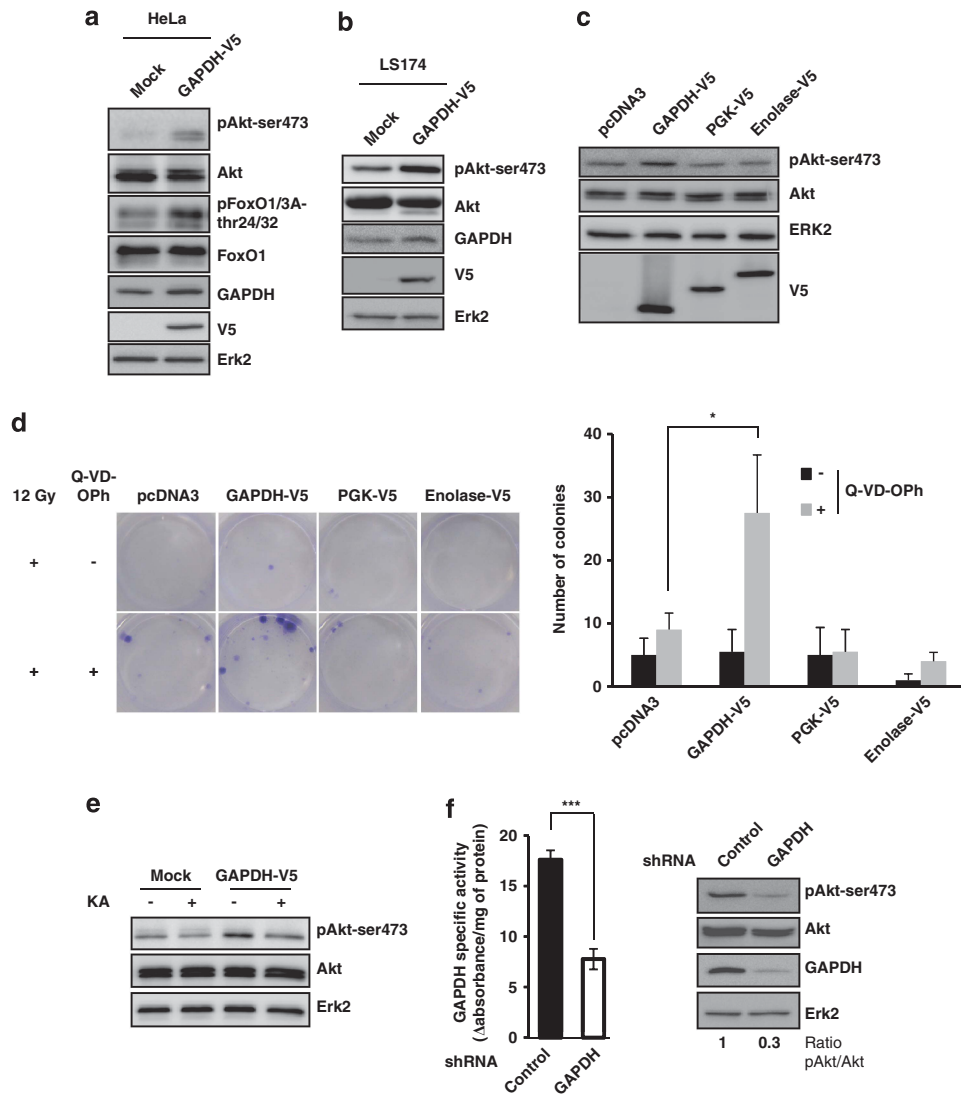 a
HeLa
Mock
GAPDH-V5
pAkt-ser473
Akt
pFoxO1/3A-
thr24/32
FoxO1
GAPDH
V5
Erk2
b
LS174
Mock
GAPDH-V5
pAkt-ser473
Akt
GAPDH
V5
Erk2
c
pcDNA3
GAPDH-V5
PGK-V5
Enolase-V5
pAkt-ser473
Akt
ERK2
V5
d
12 Gy
Q-VD-
OPh
pcDNA3
GAPDH-V5
PGK-V5
Enolase-V5
+ -
+ +
Number of colonies
40
30
20
10
0
*
-
+
Q-VD-OPh
pcDNA3
GAPDH-V5
PGK-V5
Enolase-V5
e
Mock
GAPDH-V5
KA - + - +
pAkt-ser473
Akt
Erk2
f
GAPDH specific activity
(Δabsorbance/mg of protein)
20
15
10
5
0
***
shRNA
Control
GAPDH
shRNA
Control
GAPDH
pAkt-ser473
Akt
GAPDH
Erk2
1 0.3 Ratio
pAkt/Akt